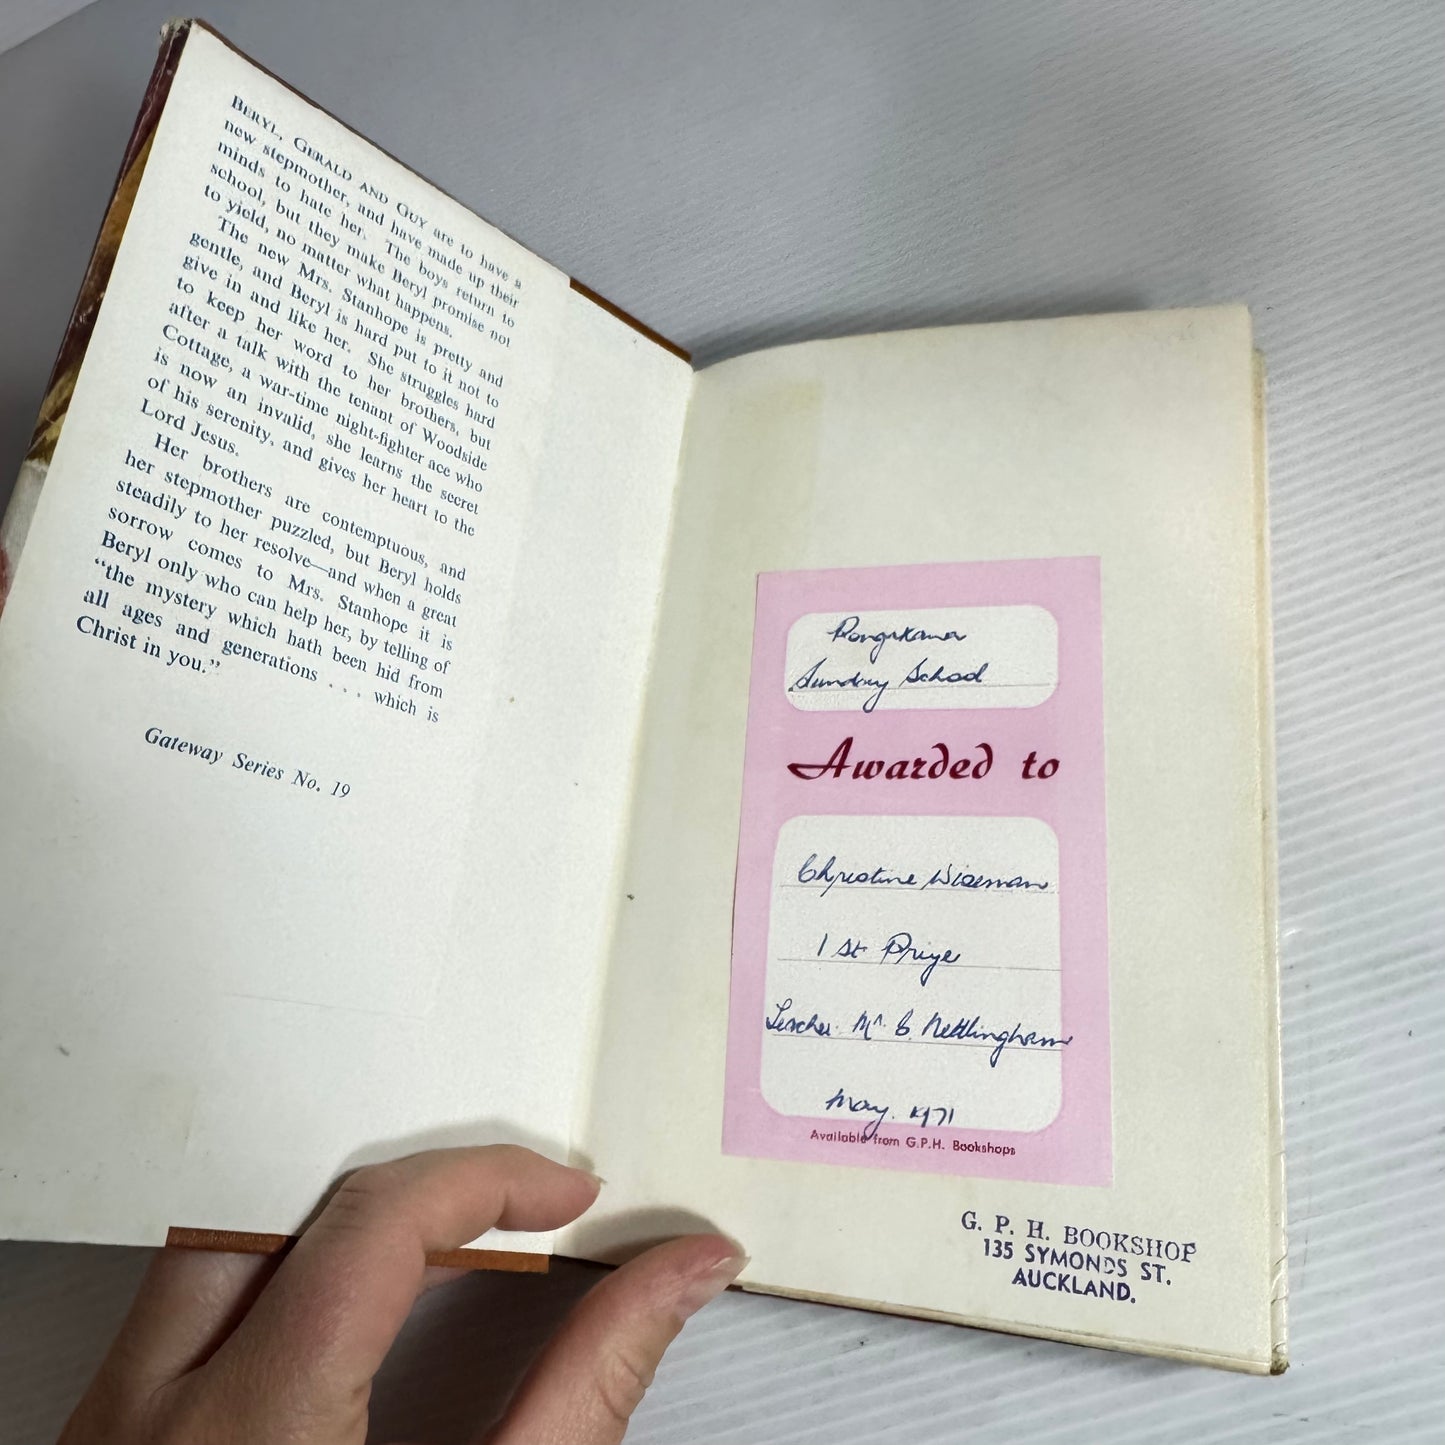 BERYL, GERALD AND GUY are to have a
new stepmother, and have made up their
minds to hate her. The boys return to
school, but they make Beryl promise not
to yield, no matter what happens.
The new Mrs. Stanhope is pretty and
gentle, and Beryl is hard put to it not to
give in and like her. She struggles hard
to keep her word to her brothers, but
after a talk with the tenant of Woodside
Cottage, a war-time night-fighter ace who
is now an invalid, she learns the secret
of his serenity, and gives her heart to the
Lord Jesus.
Her brothers are contemptuous, and
her stepmother puzzled, but Beryl holds
steadily to her resolve—and when a great
sorrow comes to Mrs. Stanhope it is
Beryl only who can help her, by telling of
“the mystery which hath been hid from
all ages and generations . . . which is
Christ in you.”
Gateway Series No. 19
Sunday School
Awarded to
Christine Wiseman
1st Prize
Teacher. Mr. C. Nettlingham
May. 1971
Available from G.P.H. Bookshops
G. P. H. BOOKSHOP
135 SYMONDS ST.
AUCKLAND.